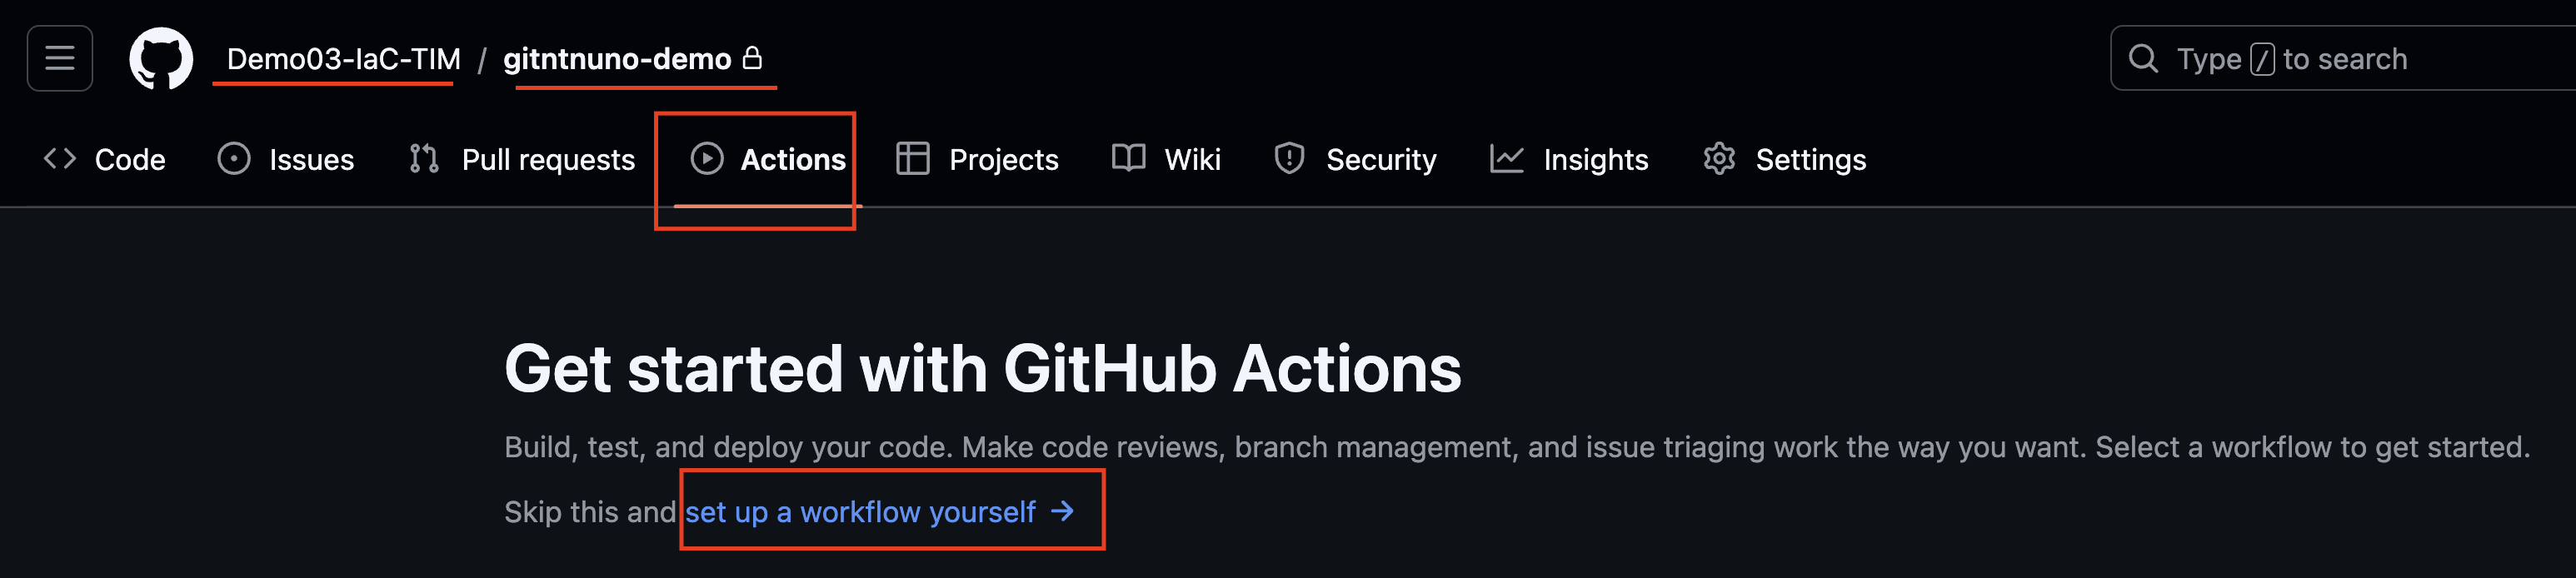 Demo03-IaC-TIM / gitntnuno-demo
Type / to search
Code Issues Pull requests Actions Projects Wiki Security Insights Settings
Get started with GitHub Actions
Build, test, and deploy your code. Make code reviews, branch management, and issue triaging work the way you want. Select a workflow to get started.
Skip this and set up a workflow yourself →